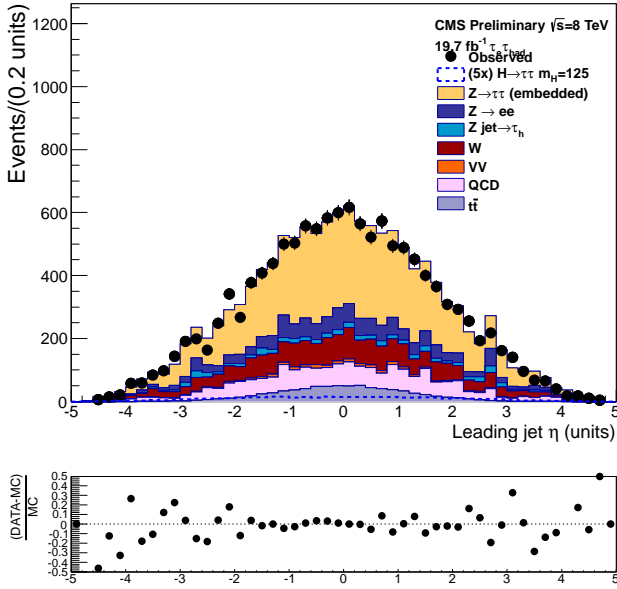 CMS Preliminary √s=8 TeV
19.7 fb⁻¹ τₑ τ_had
Observed
(5x) H→ττ m_H=125
Z→ττ (embedded)
Z → ee
Z jet→τ_h
W
VV
QCD
tt̄
Events/(0.2 units)
1200
1000
800
600
400
200
0
-5 -4 -3 -2 -1 0 1 2 3 4 5
Leading jet η (units)
(DATA-MC)
MC
0.5
0.4
0.3
0.2
0.1
0
-0.1
-0.2
-0.3
-0.4
-0.5
-5 -4 -3 -2 -1 0 1 2 3 4 5